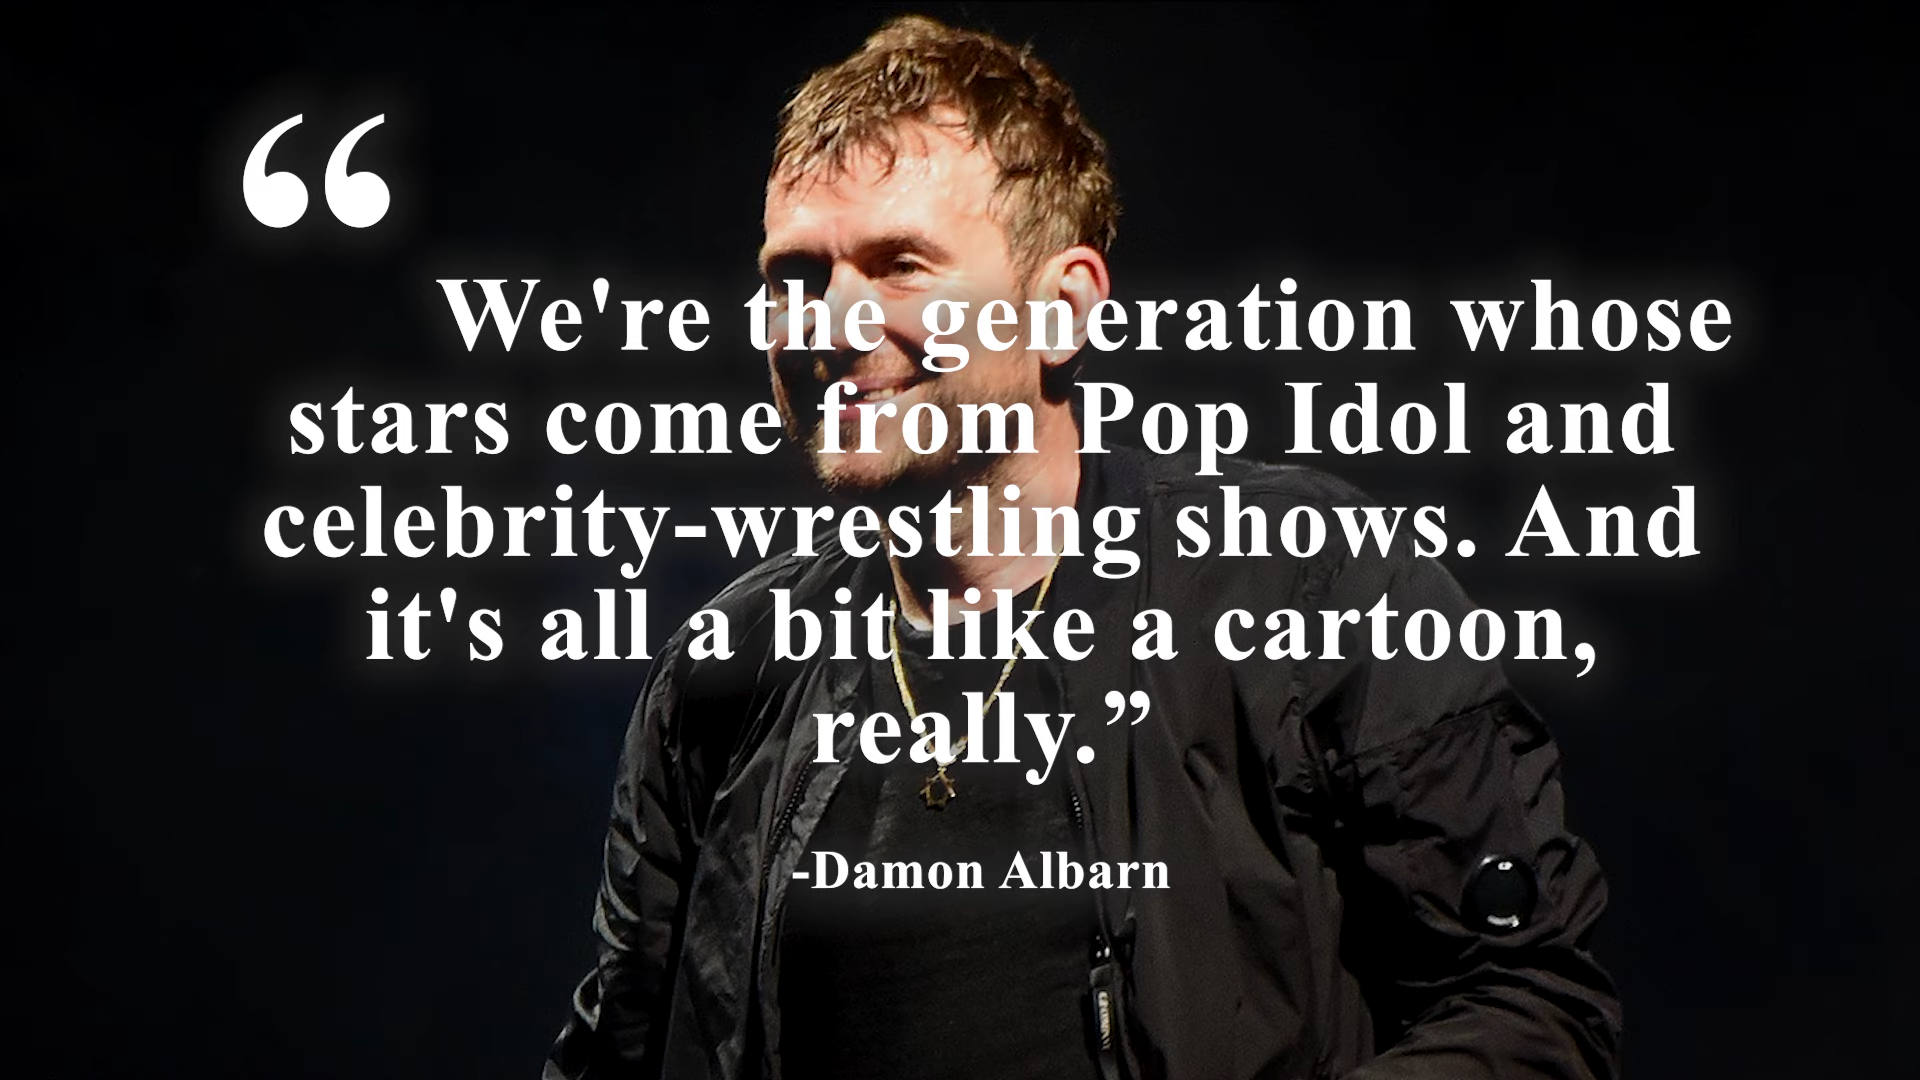 “
We're the generation whose
stars come from Pop Idol and
celebrity-wrestling shows. And
it's all a bit like a cartoon,
really.”
-Damon Albarn